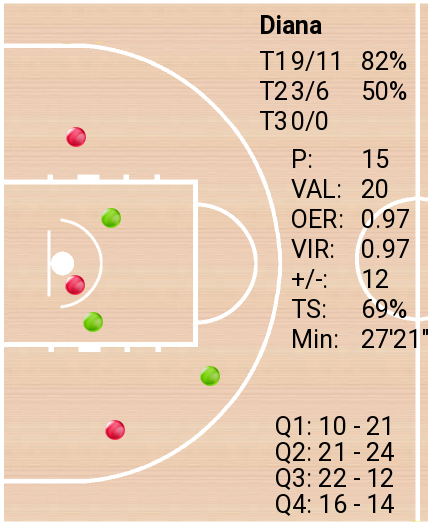 Diana
T1 9/11 82%
T2 3/6 50%
T3 0/0
P: 15
VAL: 20
OER: 0.97
VIR: 0.97
+/-: 12
TS: 69%
Min: 27'21"
Q1: 10 - 21
Q2: 21 - 24
Q3: 22 - 12
Q4: 16 - 14